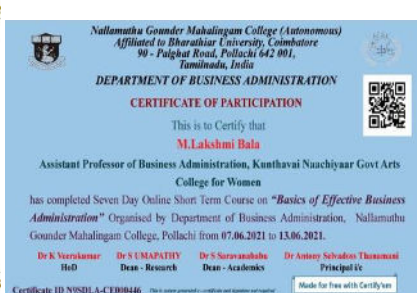 Nallamuthu Gounder Mahalingam College (Autonomous)
Affiliated to Bharathiar University, Coimbatore
90 - Palghat Road, Pollachi 642 001,
Tamilnadu, India
DEPARTMENT OF BUSINESS ADMINISTRATION
CERTIFICATE OF PARTICIPATION
This is to Certify that
M.Lakshmi Bala
Assistant Professor of Business Administration, Kunthavai Naachiyaar Govt Arts
College for Women
has completed Seven Day Online Short Term Course on "Basics of Effective Business
Administration" Organised by Department of Business Administration, Nallamuthu
Gounder Mahalingam College, Pollachi from 07.06.2021 to 13.06.2021.
Dr K Veerakumar Dr S UMAPATHY Dr S Saravanababu Dr Antony Selvadoss Thanamani
HoD Dean - Research Dean - Academics Principal i/c
Certificate ID N9SDLA-CE000446
Made for free with Certify'em